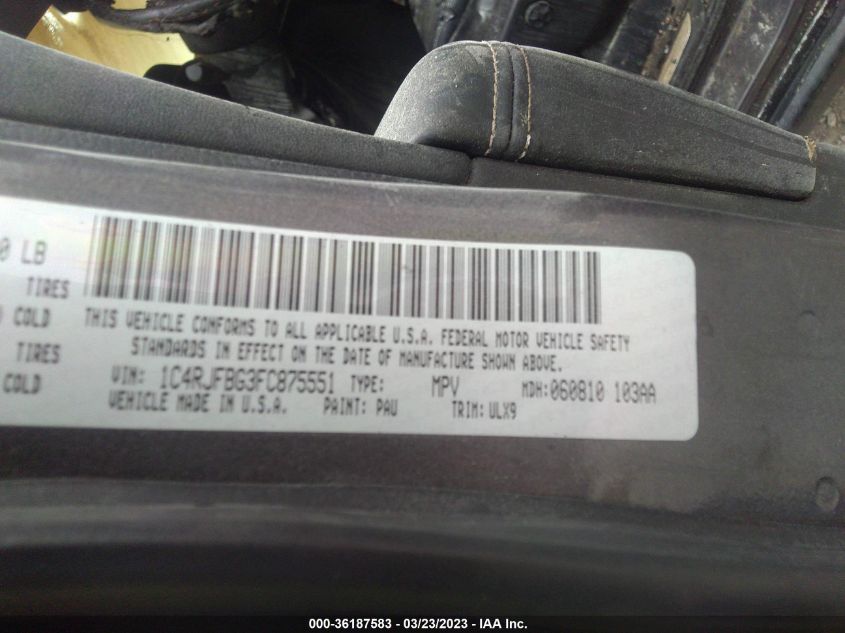 0 LB
TIRES
COLD
TIRES
COLD
THIS VEHICLE CONFORMS TO ALL APPLICABLE U.S.A. FEDERAL MOTOR VEHICLE SAFETY
STANDARDS IN EFFECT ON THE DATE OF MANUFACTURE SHOWN ABOVE.
VIN: 1C4RJFBG3FC875551 TYPE: MPV MDH:060810 103AA
VEHICLE MADE IN U.S.A. PAINT: PAU TRIM: ULX9
000-36187583 - 03/23/2023 - IAA Inc.